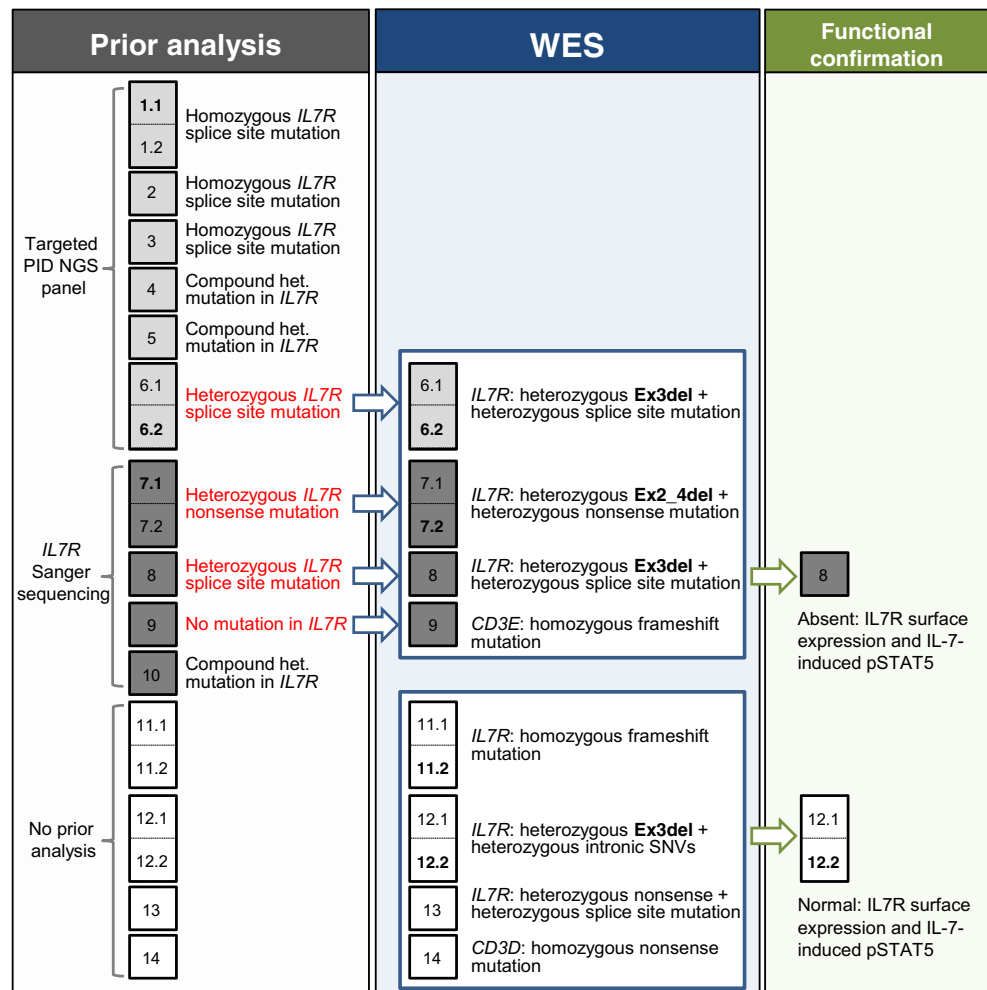 Prior analysis
WES
Functional
confirmation
Targeted
PID NGS
panel
1.1
1.2
Homozygous IL7R
splice site mutation
2
Homozygous IL7R
splice site mutation
3
Homozygous IL7R
splice site mutation
4
Compound het.
mutation in IL7R
5
Compound het.
mutation in IL7R
6.1
6.2
Heterozygous IL7R
splice site mutation
6.1
6.2
IL7R: heterozygous Ex3del +
heterozygous splice site mutation
IL7R
Sanger
sequencing
7.1
7.2
Heterozygous IL7R
nonsense mutation
7.1
7.2
IL7R: heterozygous Ex2_4del +
heterozygous nonsense mutation
8
Heterozygous IL7R
splice site mutation
8
IL7R: heterozygous Ex3del +
heterozygous splice site mutation
8
Absent: IL7R surface
expression and IL-7-
induced pSTAT5
9
No mutation in IL7R
9
CD3E: homozygous frameshift
mutation
10
Compound het.
mutation in IL7R
No prior
analysis
11.1
11.2
11.1
11.2
IL7R: homozygous frameshift
mutation
12.1
12.2
12.1
12.2
IL7R: heterozygous Ex3del +
heterozygous intronic SNVs
12.1
12.2
Normal: IL7R surface
expression and IL-7-
induced pSTAT5
13
13
IL7R: heterozygous nonsense +
heterozygous splice site mutation
14
14
CD3D: homozygous nonsense
mutation